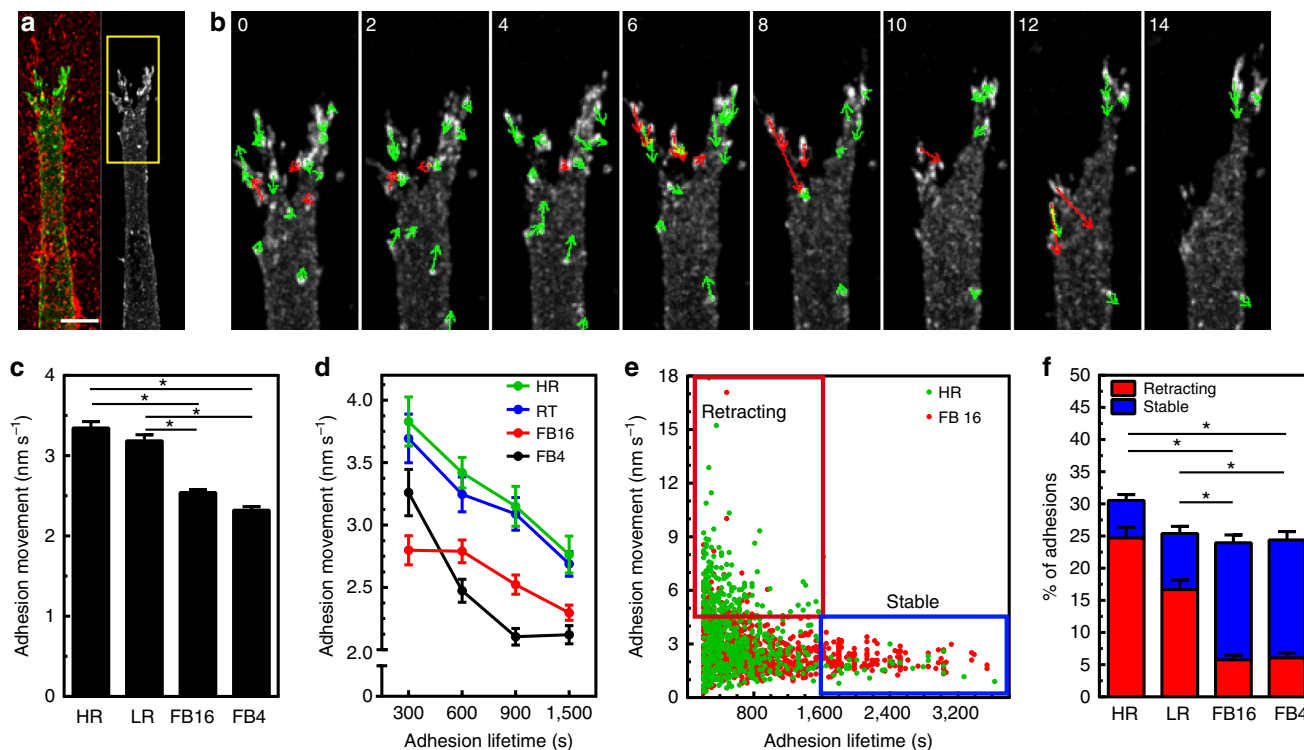 a
b
0 2 4 6 8 10 12 14
c
Adhesion movement (nm s⁻¹)
4
3
2
1
0
HR LR FB16 FB4
* * * *
d
Adhesion movement (nm s⁻¹)
4.0
3.5
3.0
2.5
2.0
0
HR
RT
FB16
FB4
300 600 900 1,500
Adhesion lifetime (s)
e
Adhesion movement (nm s⁻¹)
18
15
12
9
6
3
0
Retracting
HR
FB 16
Stable
800 1,600 2,400 3,200
Adhesion lifetime (s)
f
% of adhesions
50
45
40
35
30
25
20
15
10
5
0
Retracting
Stable
* * * *
HR LR FB16 FB4